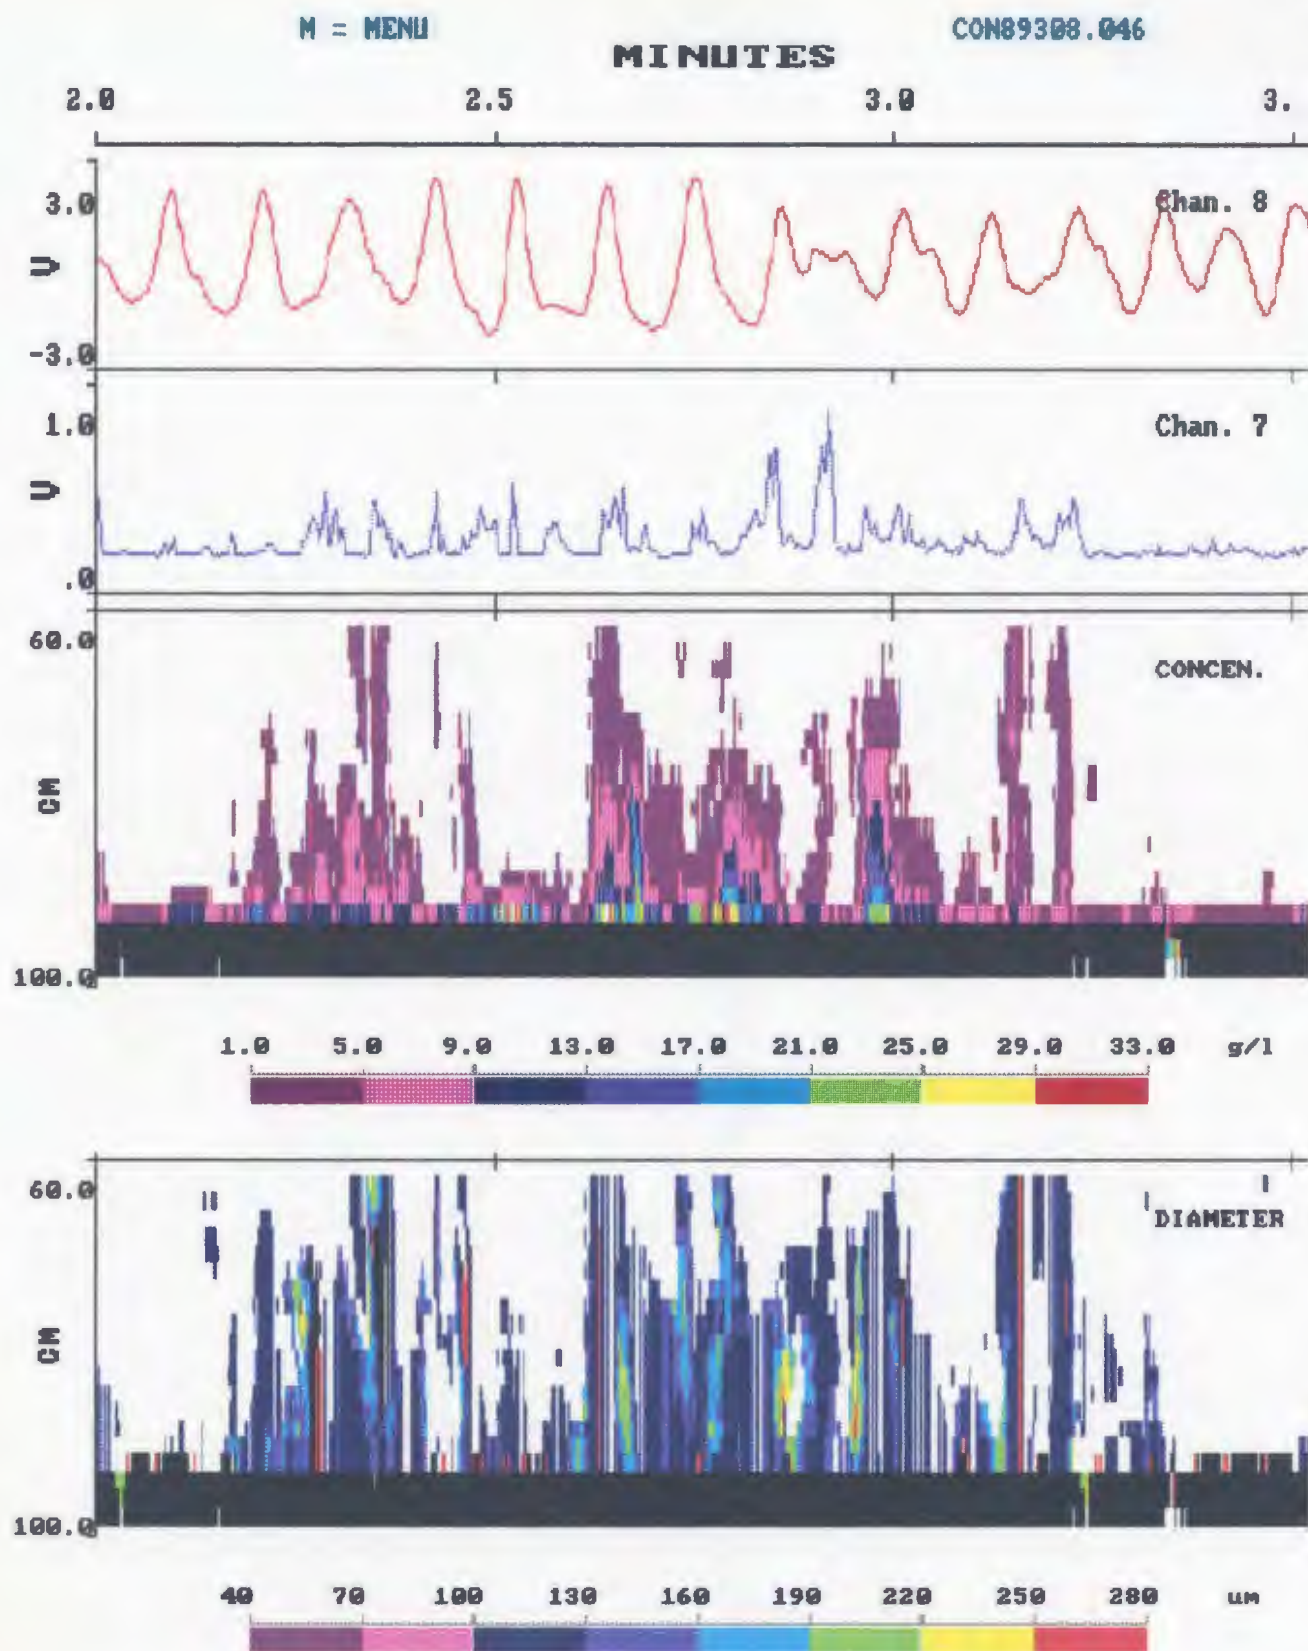 M = MENU CON89308.046
MINUTES
2.0 2.5 3.0 3.
3.0 Chan. 8
V
-3.0
1.0 Chan. 7
V
.0
60.0
CONCEN.
CM
100.0
1.0 5.0 9.0 13.0 17.0 21.0 25.0 29.0 33.0 g/l
60.0
DIAMETER
CM
100.0
40 70 100 130 160 190 220 250 280 um